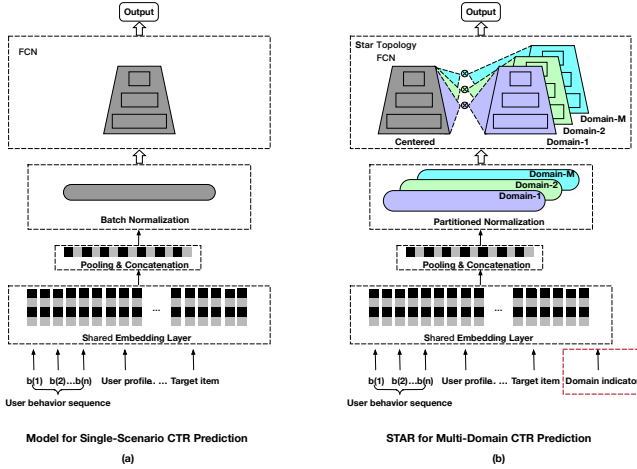 Output
FCN
Batch Normalization
Pooling & Concatenation
...
Shared Embedding Layer
b(1) b(2)...b(n) User profile... ... Target item
User behavior sequence
Model for Single-Scenario CTR Prediction
(a)
Output
Star Topology
FCN
Domain-M
Domain-2
Centered Domain-1
Domain-M
Domain-2
Domain-1
Partitioned Normalization
Pooling & Concatenation
...
Shared Embedding Layer
b(1) b(2)...b(n) User profile... ... Target item Domain indicator
User behavior sequence
STAR for Multi-Domain CTR Prediction
(b)